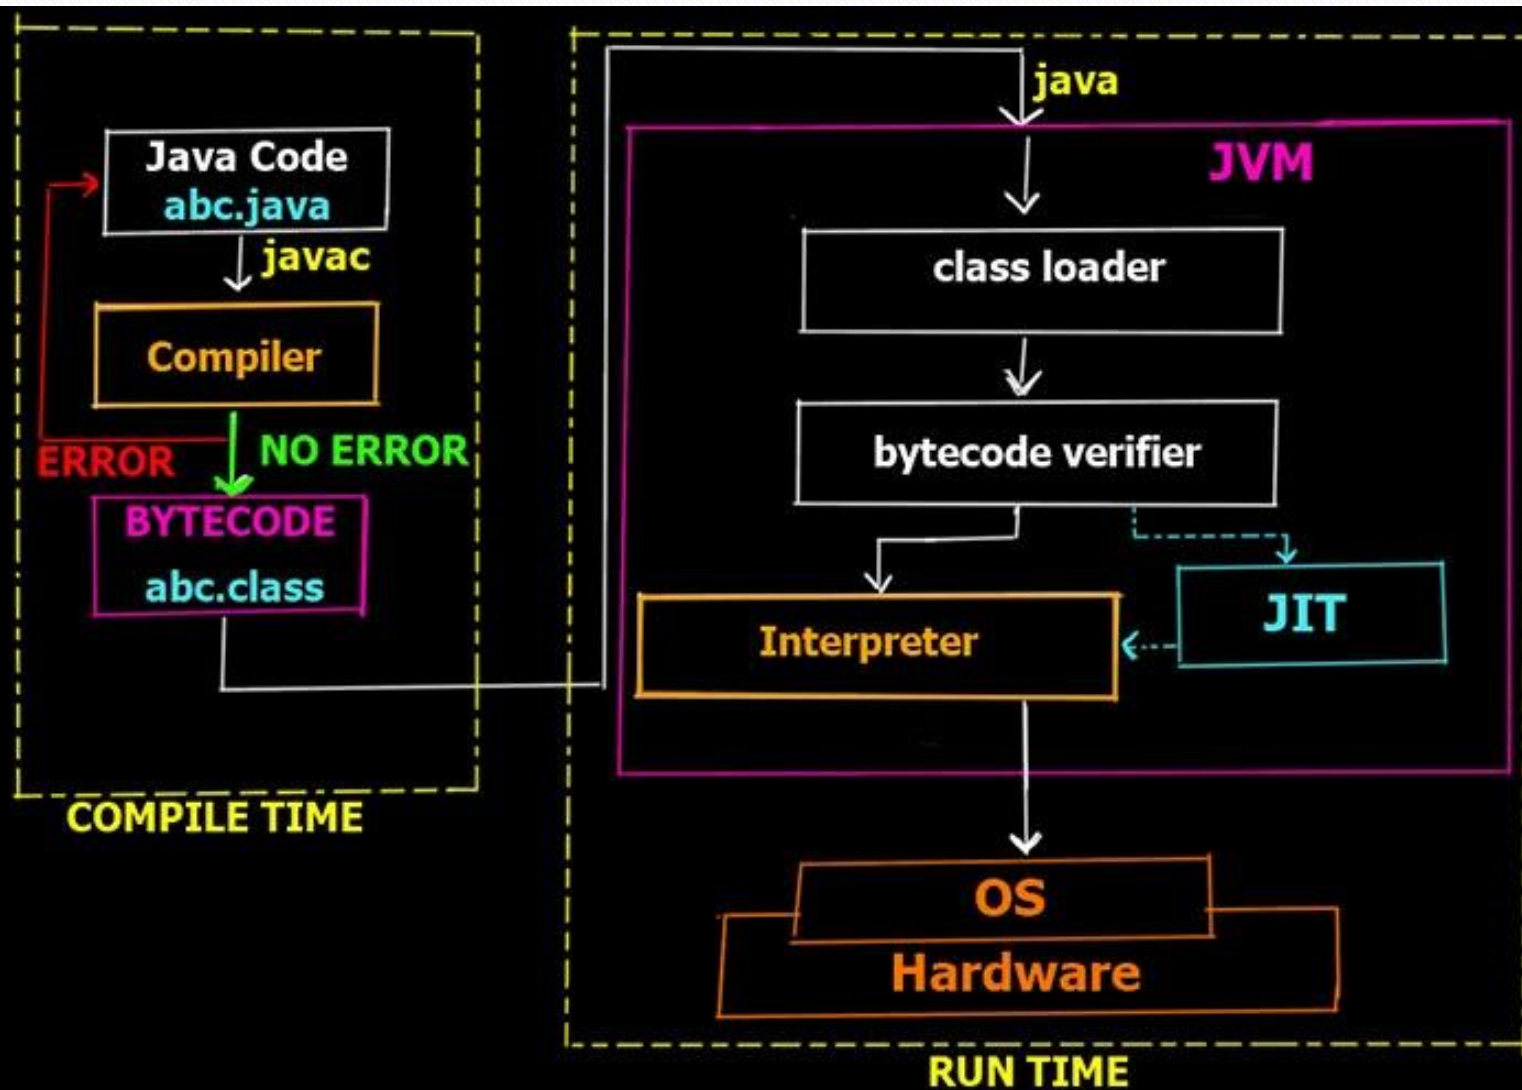 Java Code
abc.java
javac
Compiler
ERROR
NO ERROR
BYTECODE
abc.class
COMPILE TIME
java
JVM
class loader
bytecode verifier
JIT
Interpreter
OS
Hardware
RUN TIME